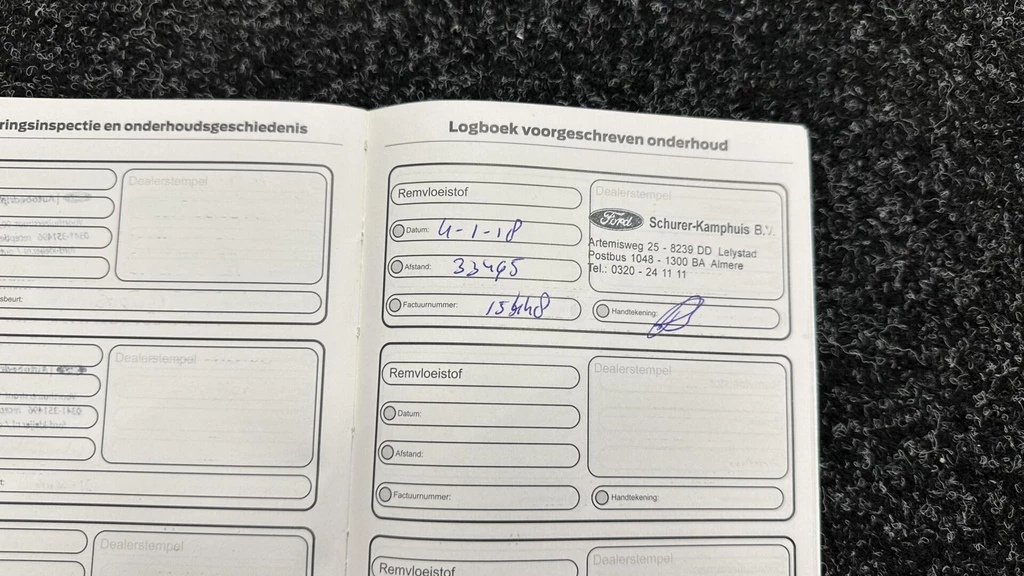 ringsinspectie en onderhoudsgeschiedenis
Dealerstempel
sbeurt:
Dealerstempel
Dealerstempel
Logboek voorgeschreven onderhoud
Remvloeistof
Datum: 4-1-18
Afstand: 33465
Factuurnummer:
Dealerstempel
Ford Schurer-Kamphuis B.V.
Artemisweg 25 - 8239 DD Lelystad
Postbus 1048 - 1300 BA Almere
Tel.: 0320 - 24 11 11
Handtekening:
Remvloeistof
Datum:
Afstand:
Factuurnummer:
Dealerstempel
Handtekening:
Remvloeistof
Dealerstempel